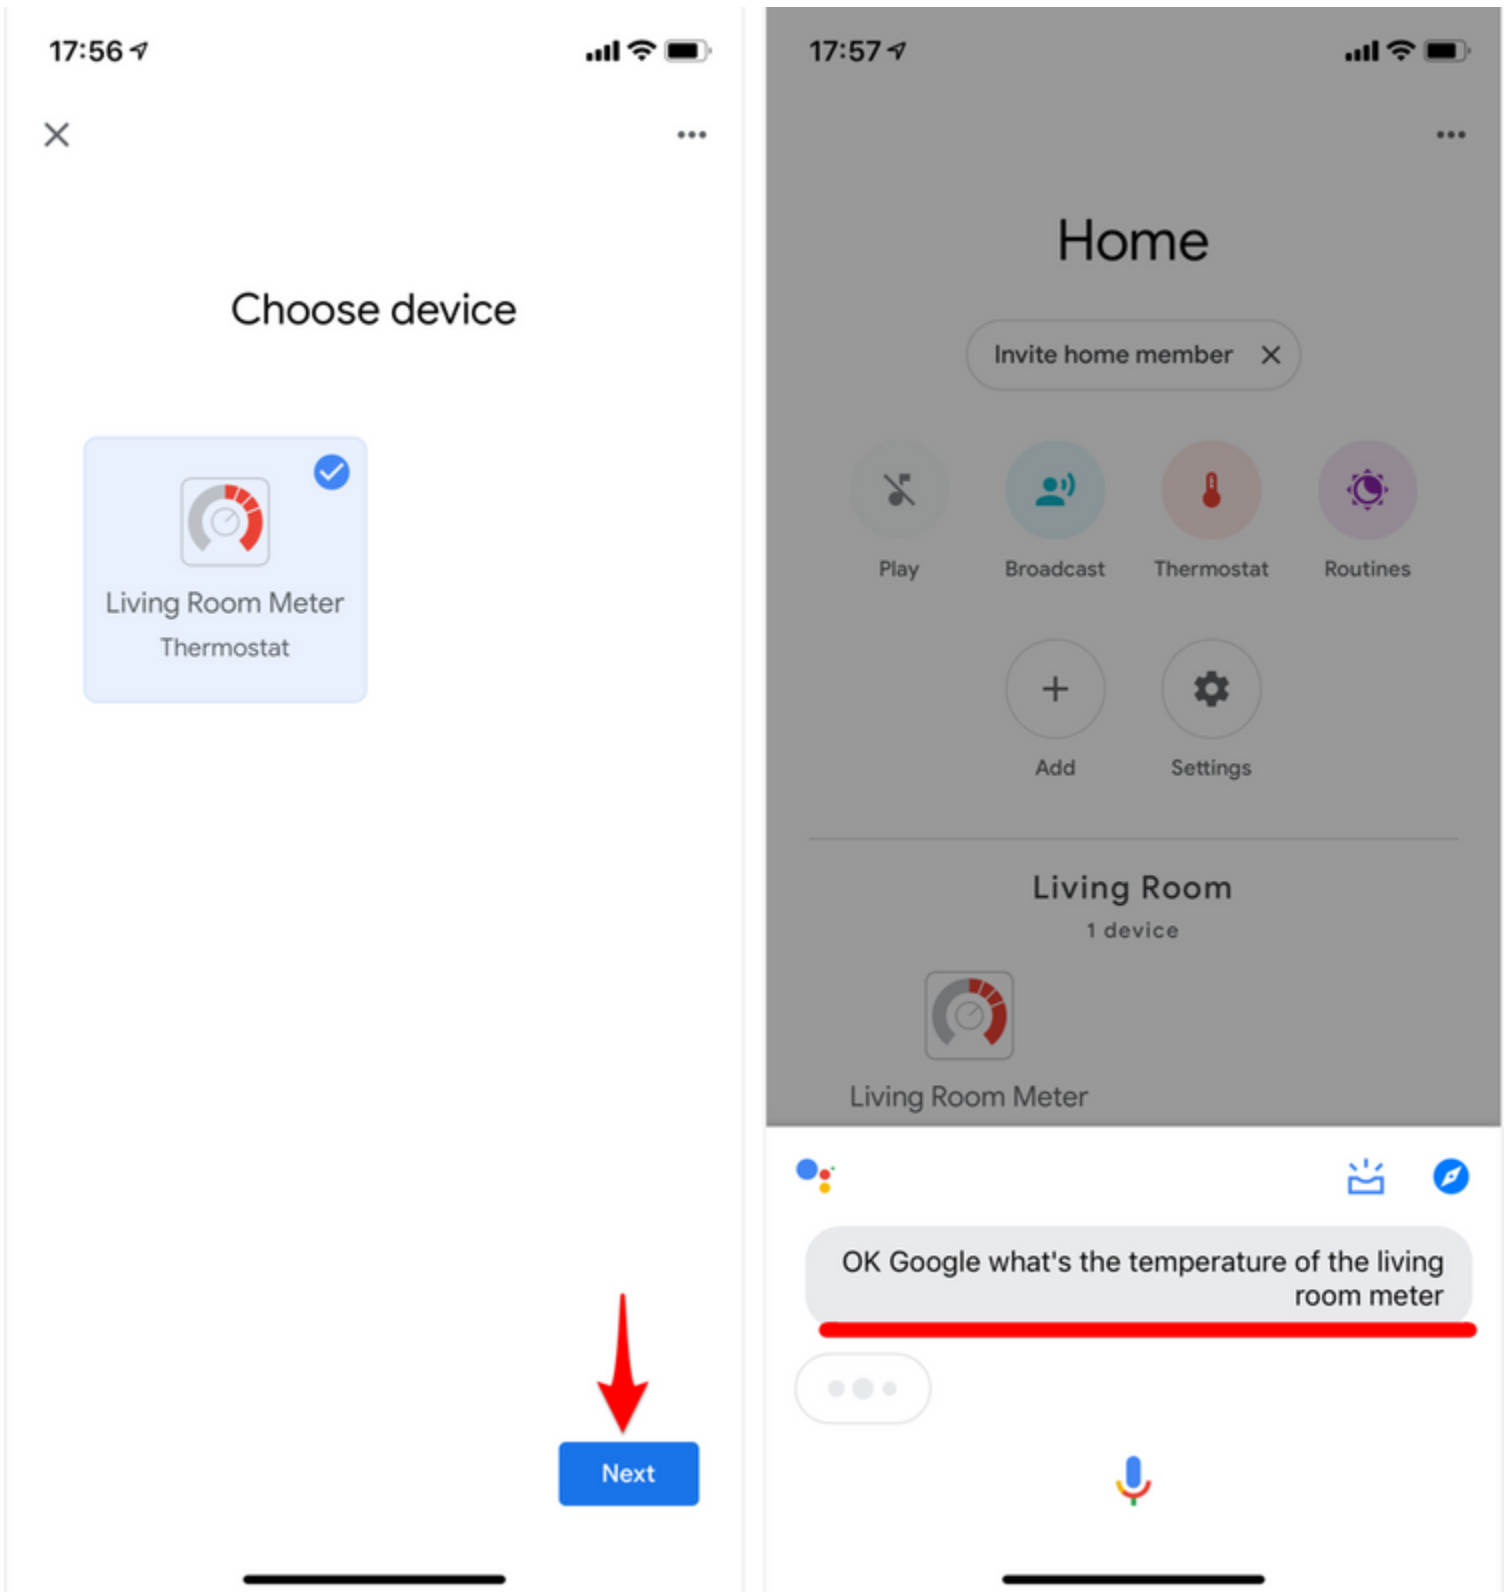 17:56
Choose device
Living Room Meter
Thermostat
Next
17:57
Home
Invite home member
Play
Broadcast
Thermostat
Routines
Add
Settings
Living Room
1 device
Living Room Meter
OK Google what's the temperature of the living
room meter